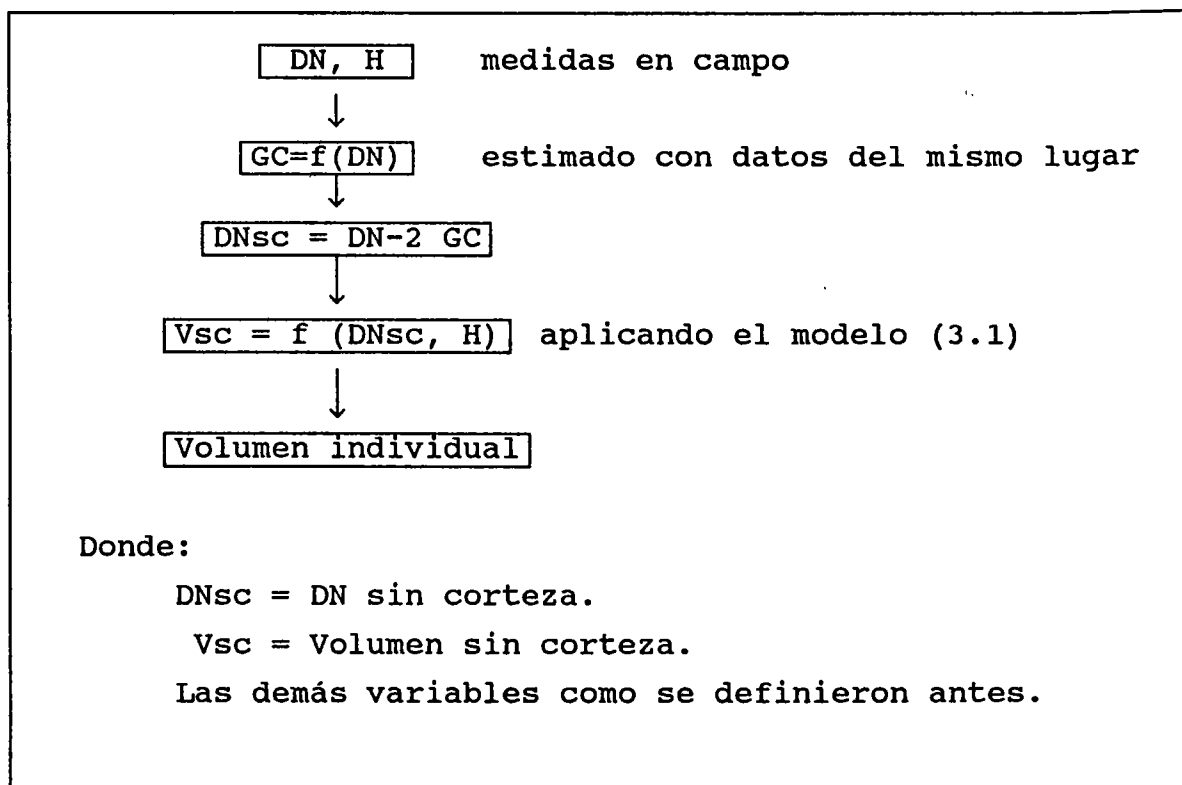 DN, H medidas en campo
↓
GC=f(DN) estimado con datos del mismo lugar
↓
DNsc = DN-2 GC
↓
Vsc = f (DNsc, H) aplicando el modelo (3.1)
↓
Volumen individual
Donde:
DNsc = DN sin corteza.
Vsc = Volumen sin corteza.
Las demás variables como se definieron antes.